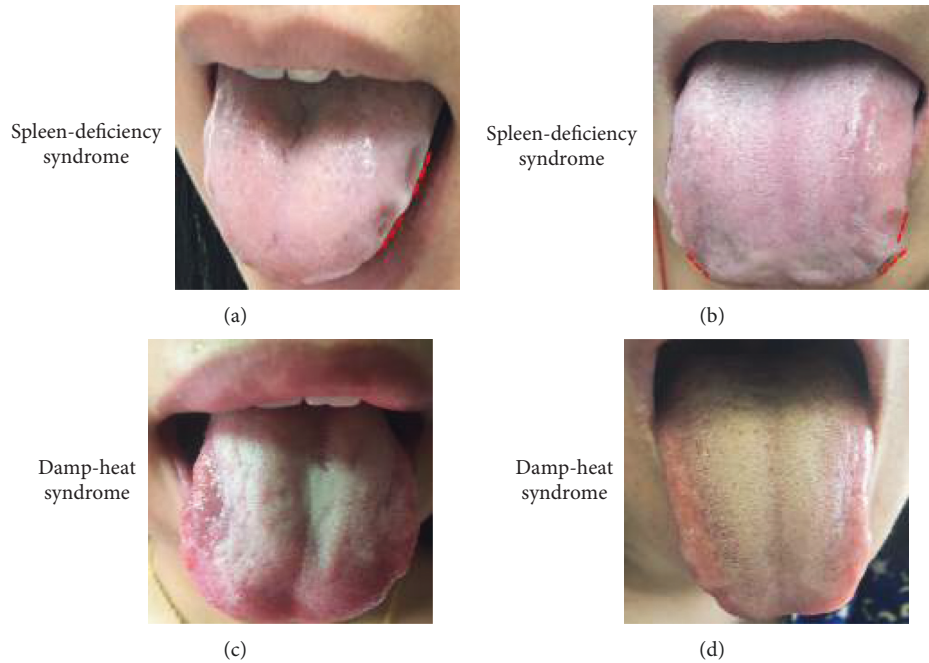 Spleen-deficiency
syndrome
Spleen-deficiency
syndrome
(a)
(b)
Damp-heat
syndrome
Damp-heat
syndrome
(c)
(d)